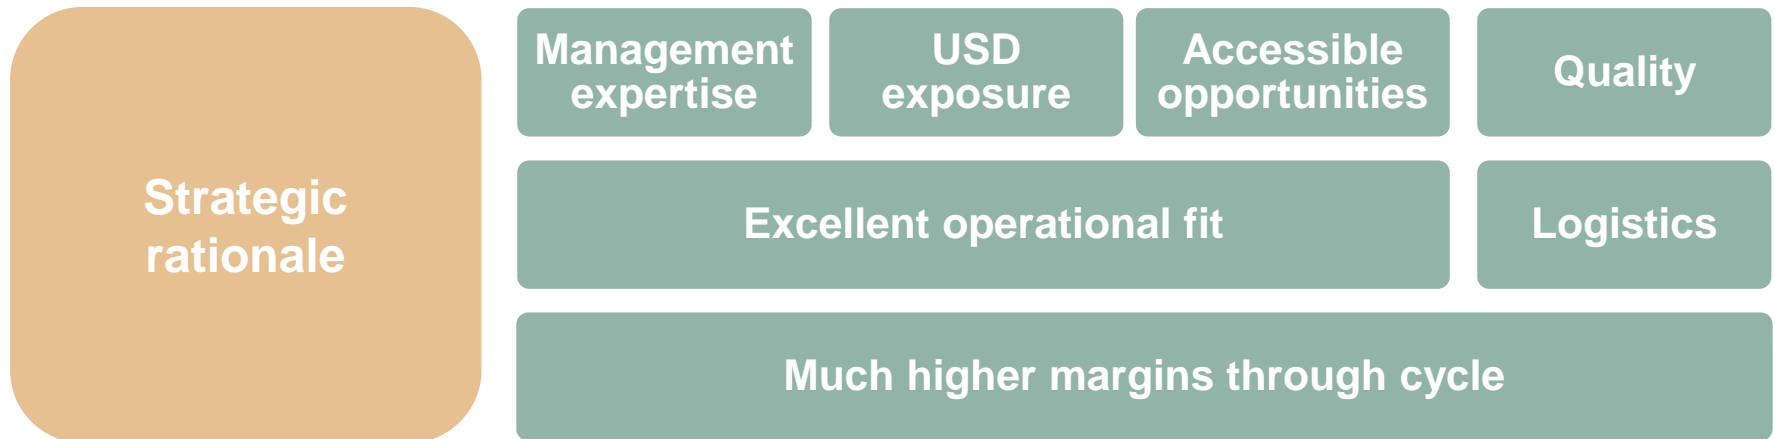 Strategic
rationale
Management
expertise
USD
exposure
Accessible
opportunities
Quality
Excellent operational fit
Logistics
Much higher margins through cycle